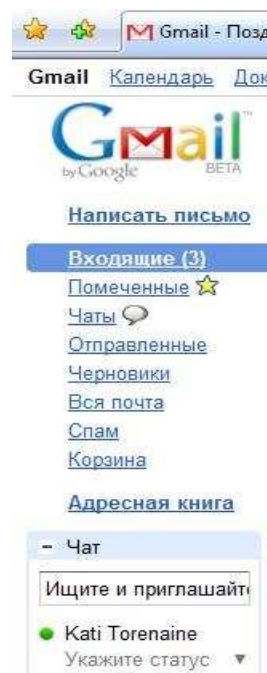 Gmail - Позд
Gmail Календарь Док
Gmail
by Google BETA
Написать письмо
Входящие (3)
Помеченные
Чаты
Отправленные
Черновики
Вся почта
Спам
Корзина
Адресная книга
− Чат
Ищите и приглашайте
Kati Torenaine
Укажите статус